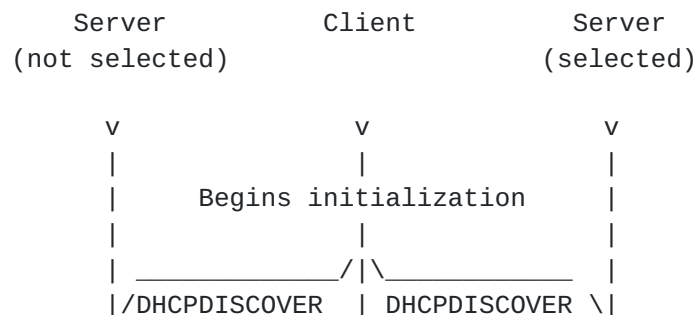 Server          Client          Server
(not selected)                    (selected)

      v               v               v
      |               |               |
      |     Begins initialization     |
      |               |               |
      | _____________/|\____________  |
      |/DHCPDISCOVER  | DHCPDISCOVER \|